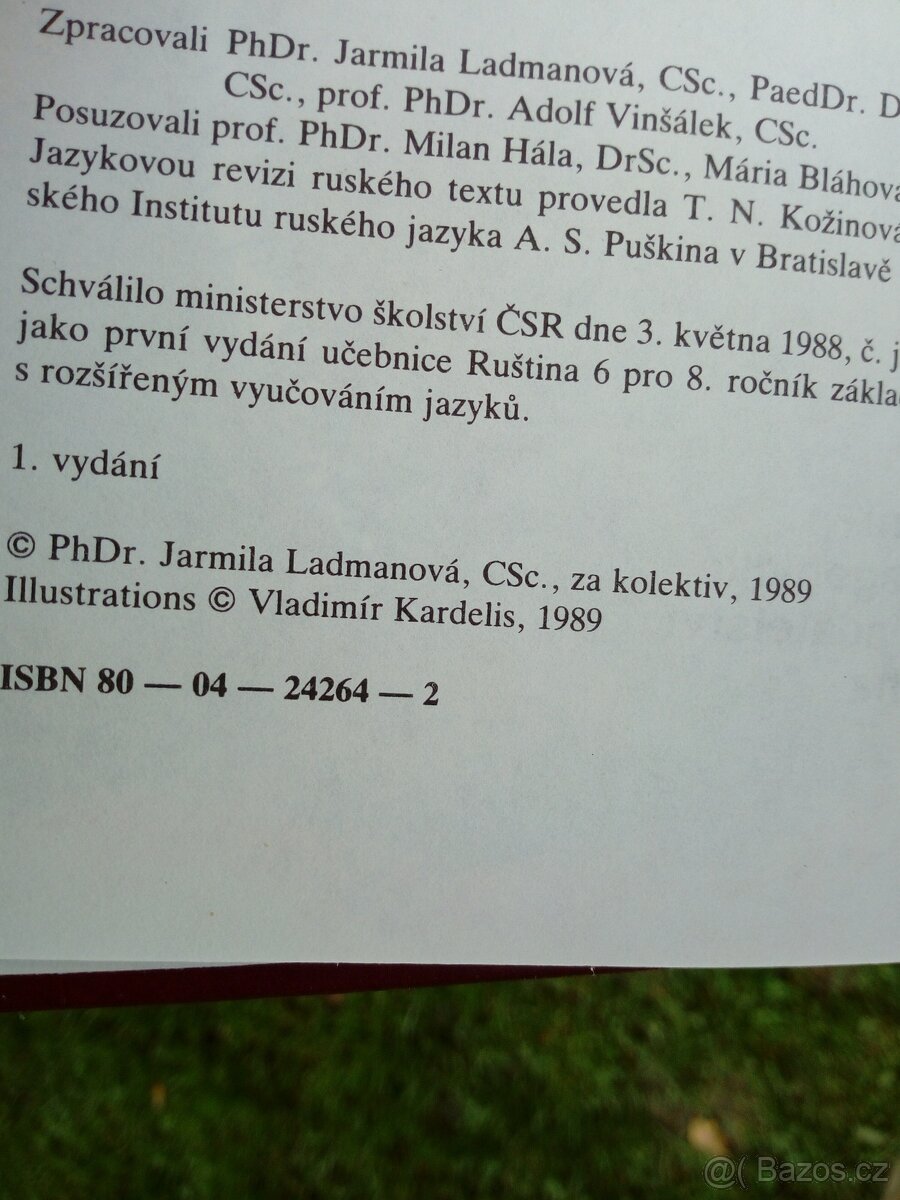 Zpracovali PhDr. Jarmila Ladmanová, CSc., PaedDr. D
CSc., prof. PhDr. Adolf Vinšálek, CSc.
Posuzovali prof. PhDr. Milan Hála, DrSc., Mária Bláhová
Jazykovou revizi ruského textu provedla T. N. Kožinová
ského Institutu ruského jazyka A. S. Puškina v Bratislavě
Schválilo ministerstvo školství ČSR dne 3. května 1988, č. j
jako první vydání učebnice Ruština 6 pro 8. ročník zákla
s rozšířeným vyučováním jazyků.
1. vydání
© PhDr. Jarmila Ladmanová, CSc., za kolektiv, 1989
Illustrations © Vladimír Kardelis, 1989
ISBN 80 — 04 — 24264 — 2
@( Bazos.cz